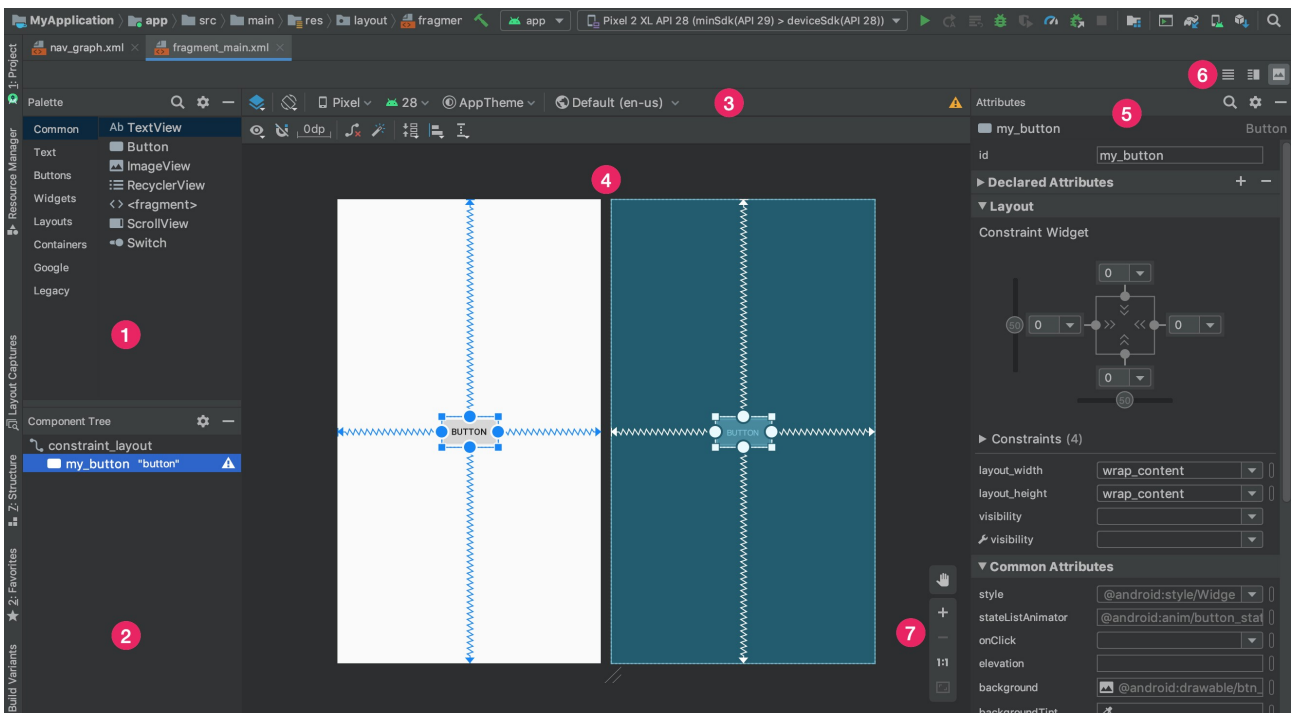 MyApplication app src main res layout fragmer app Pixel 2 XL API 28 (minSdk(API 29) > deviceSdk(API 28))
nav_graph.xml fragment_main.xml
1: Project
Resource Manager
Layout Captures
Z: Structure
2: Favorites
Build Variants
6
Palette
Common
Text
Buttons
Widgets
Layouts
Containers
Google
Legacy
Ab TextView
Button
ImageView
RecyclerView
<> <fragment>
ScrollView
Switch
1
Component Tree
constraint_layout
my_button "button"
2
Pixel 28 AppTheme Default (en-us)
3
0dp
4
BUTTON
BUTTON
7
1:1
Attributes
5
my_button Button
id my_button
Declared Attributes
Layout
Constraint Widget
0
50 0 0
0
50
Constraints (4)
layout_width wrap_content
layout_height wrap_content
visibility
visibility
Common Attributes
style @android:style/Widge
stateListAnimator @android:anim/button_stat
onClick
elevation
background @android:drawable/btn_
backgroundTint